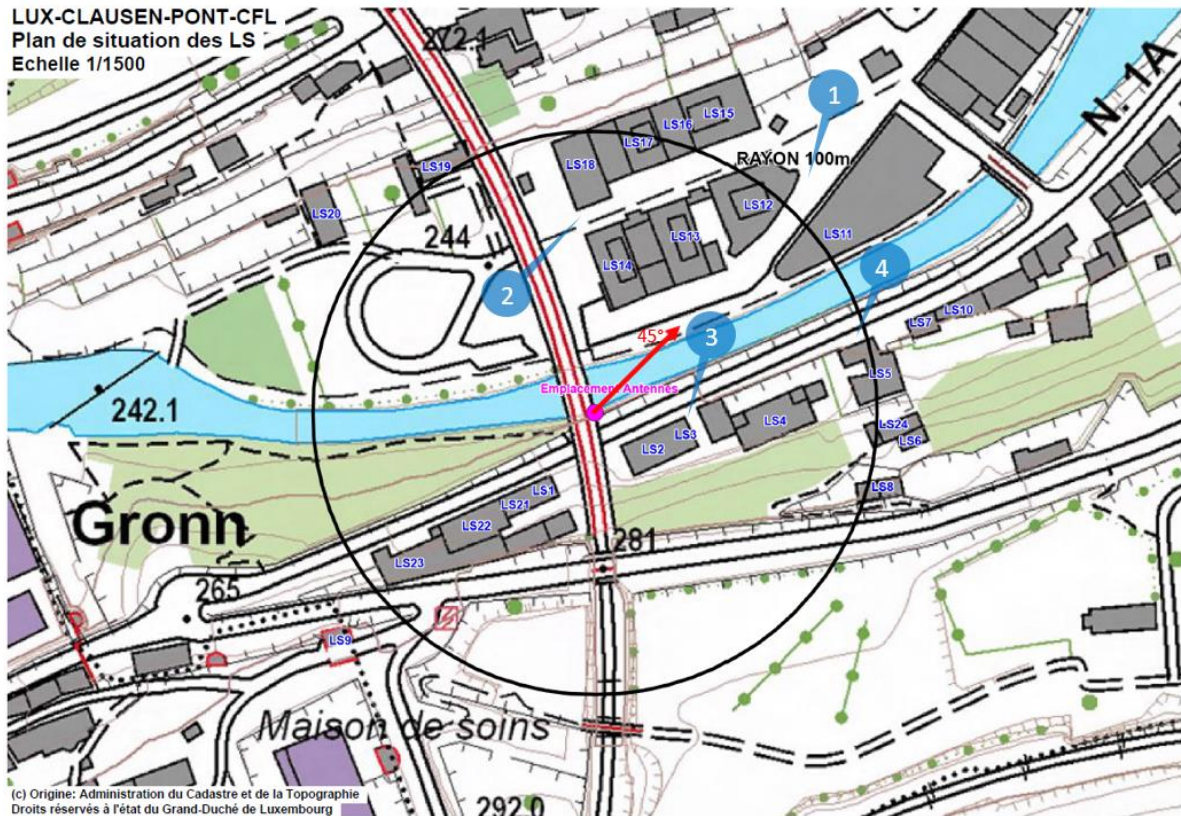 LUX-CLAUSEN-PONT-CFL
Plan de situation des LS
Echelle 1/1500
272.1
N 1A
1
LS15
LS16
LS17
LS18
RAYON 100m
LS19
LS20
LS12
LS13
LS11
LS14
244
2
4
3
45°
LS10
LS7
Emplacement Antennes
LS5
242.1
LS4
LS24
LS3
LS6
LS2
LS8
LS1
LS21
LS22
Gronn
LS23
281
265
LS9
Maison de soins
292.0
(c) Origine: Administration du Cadastre et de la Topographie
Droits réservés à l'état du Grand-Duché de Luxembourg